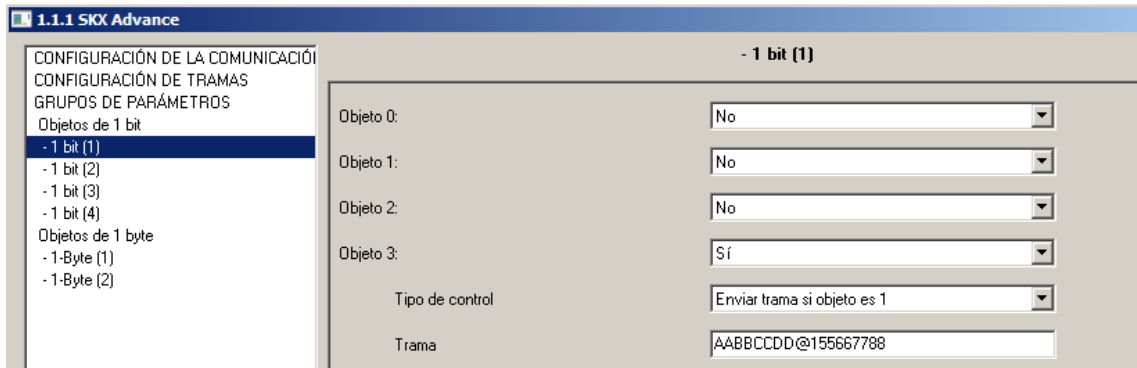 1.1.1 SKX Advance
CONFIGURACIÓN DE LA COMUNICACIÓ
CONFIGURACIÓN DE TRAMAS
GRUPOS DE PARÁMETROS
Objetos de 1 bit
- 1 bit (1)
- 1 bit (2)
- 1 bit (3)
- 1 bit (4)
Objetos de 1 byte
- 1-Byte (1)
- 1-Byte (2)
- 1 bit (1)
Objeto 0: No
Objeto 1: No
Objeto 2: No
Objeto 3: Sí
Tipo de control Enviar trama si objeto es 1
Trama AABBCCDD@155667788